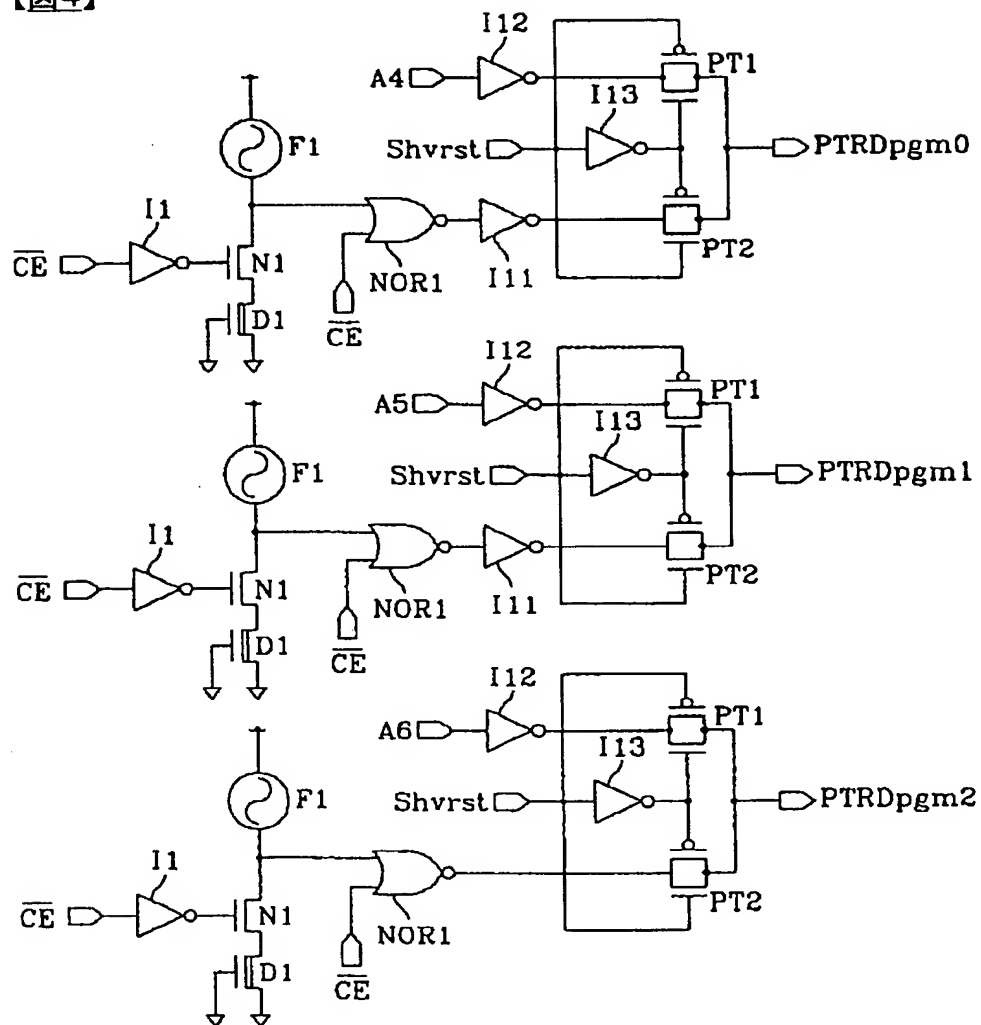 【図4】
I12
A4
PT1
I13
F1
Shvrst
PTRDpgm0
I1
CE
N1
NOR1
I11
PT2
D1
CE
I12
A5
PT1
I13
F1
Shvrst
PTRDpgm1
I1
CE
N1
NOR1
I11
PT2
D1
CE
I12
A6
PT1
I13
F1
Shvrst
PTRDpgm2
I1
CE
N1
NOR1
PT2
D1
CE